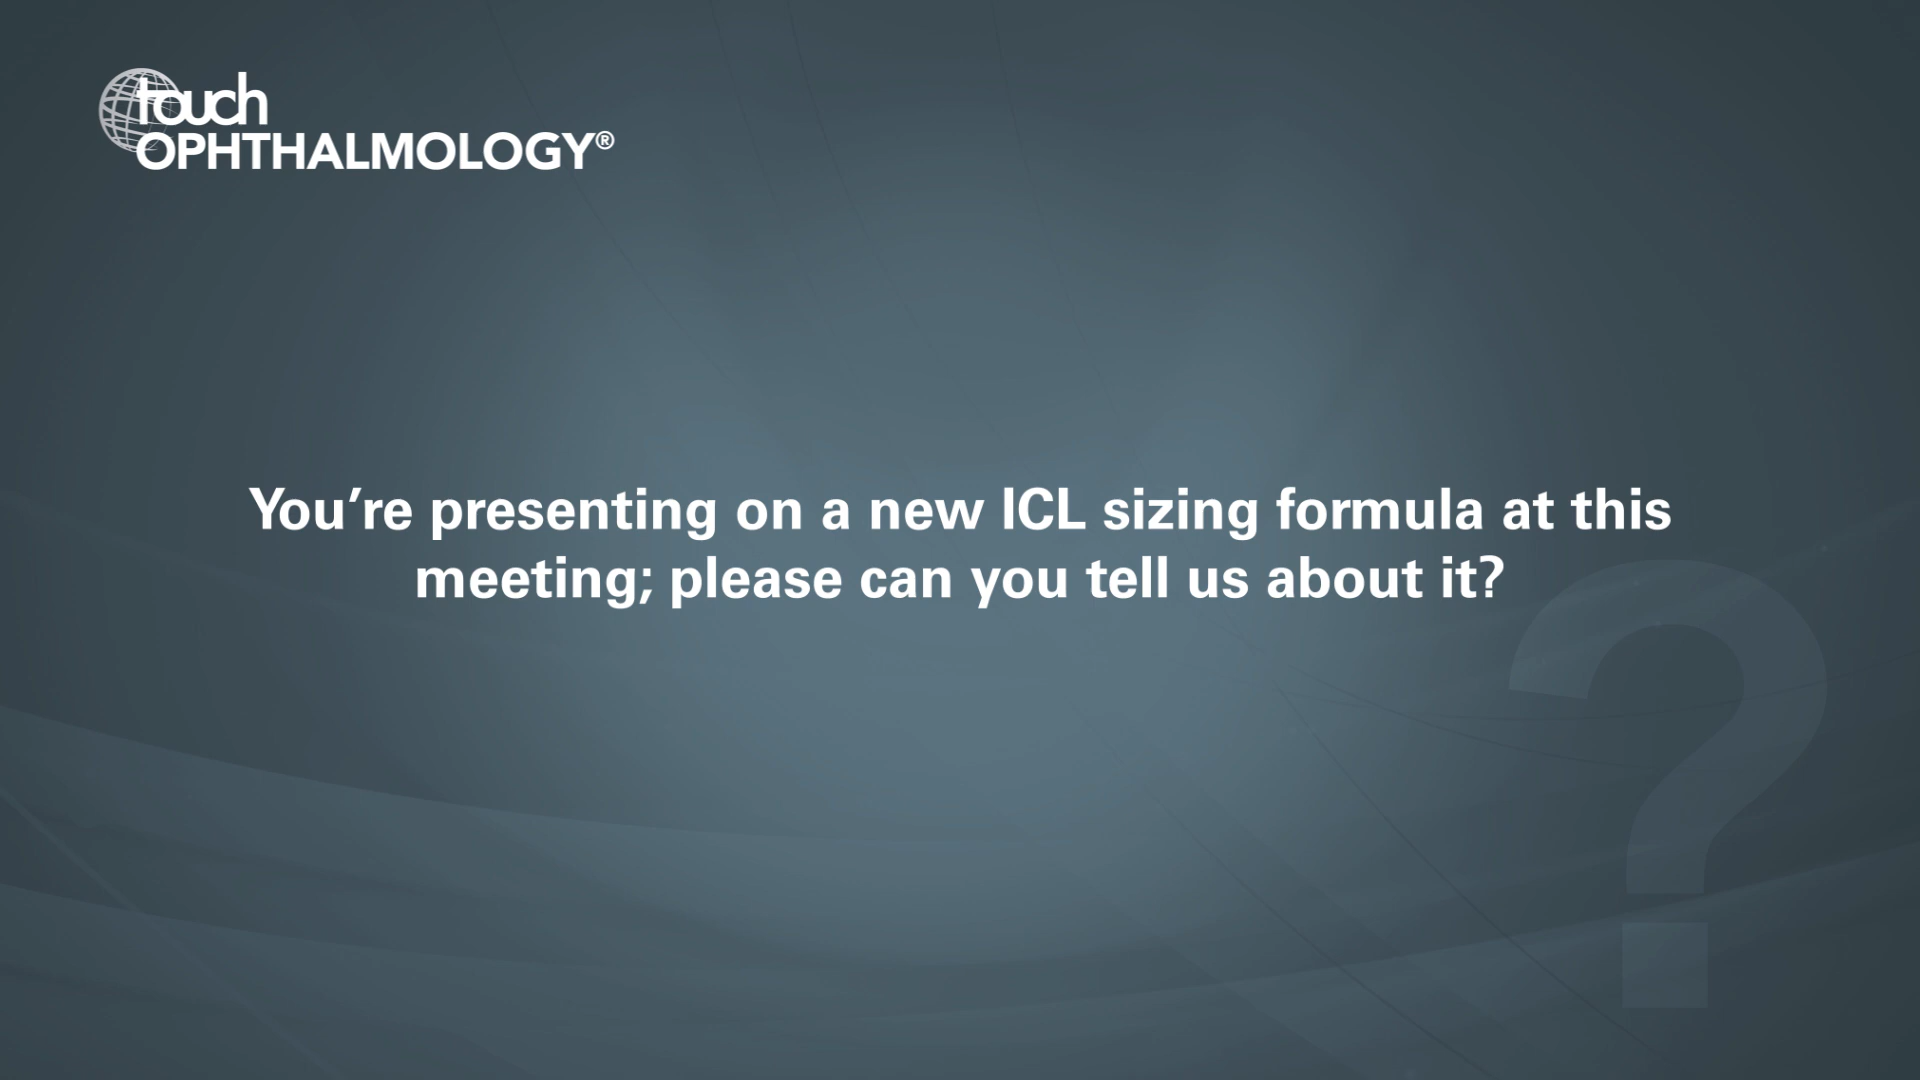 touch
OPHTHALMOLOGY®
You’re presenting on a new ICL sizing formula at this
meeting; please can you tell us about it?
?